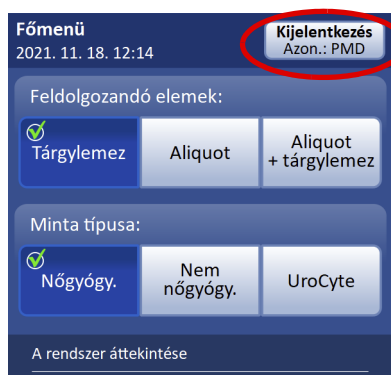 Főmenü
2021. 11. 18. 12:14
Kijelentkezés
Azon.: PMD
Feldolgozandó elemek:
Tárgylemez
Aliquot
Aliquot
+ tárgylemez
Minta típusa:
Nőgyógy.
Nem
nőgyógy.
UroCyte
A rendszer áttekintése